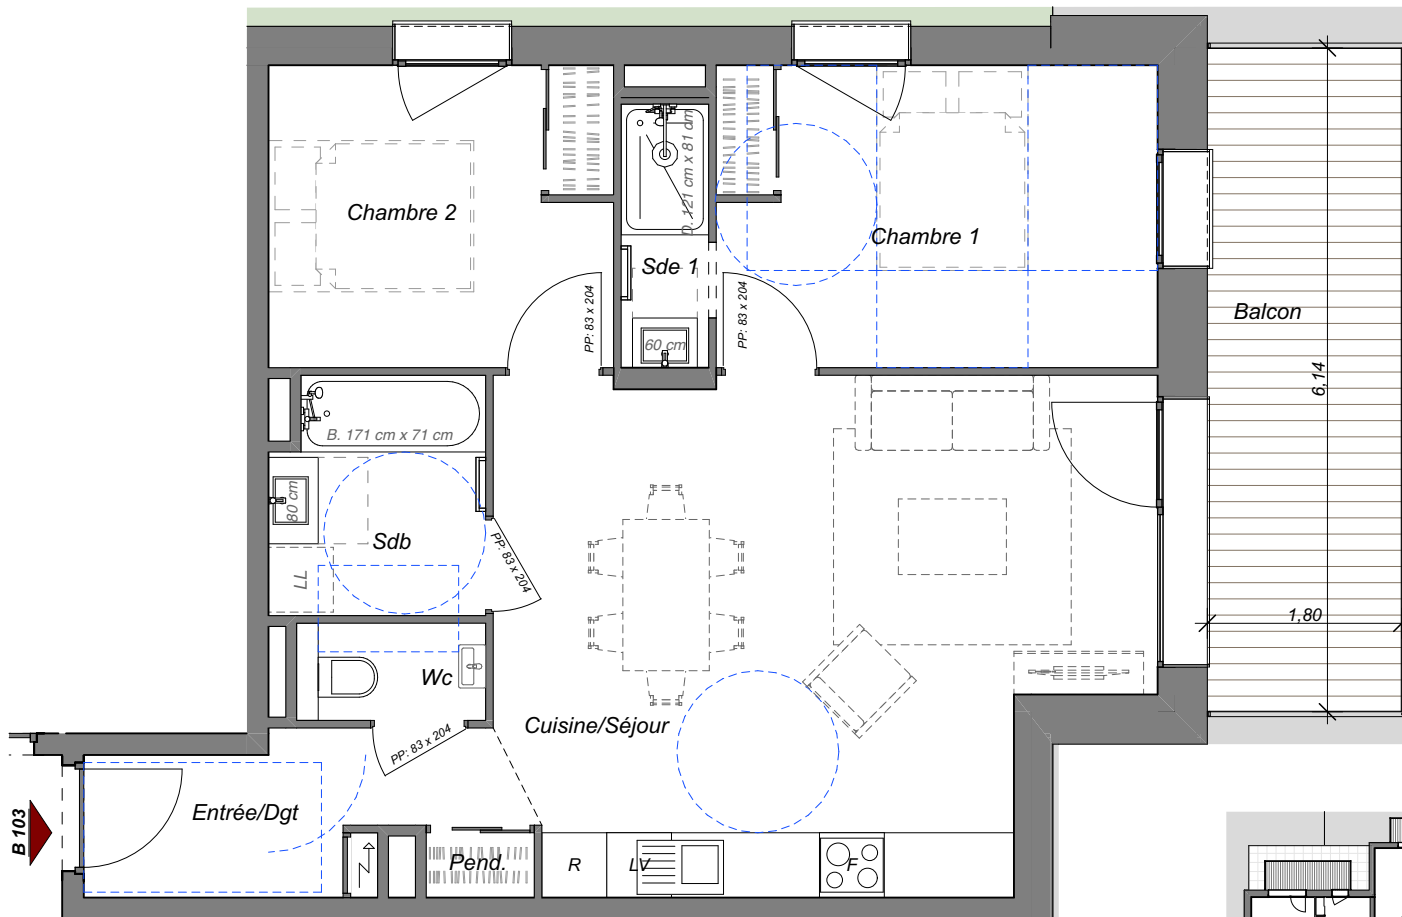 Chambre 2
D. 121 cm x 81 cm
Sde 1
Chambre 1
PP: 83 x 204
60 cm
PP: 83 x 204
Balcon
6,14
B. 171 cm x 71 cm
80 cm
Sdb
PP: 83 x 204
LL
1,80
Wc
Cuisine/Séjour
PP: 83 x 204
Entrée/Dgt
B 103
Pend.
R
LV
F